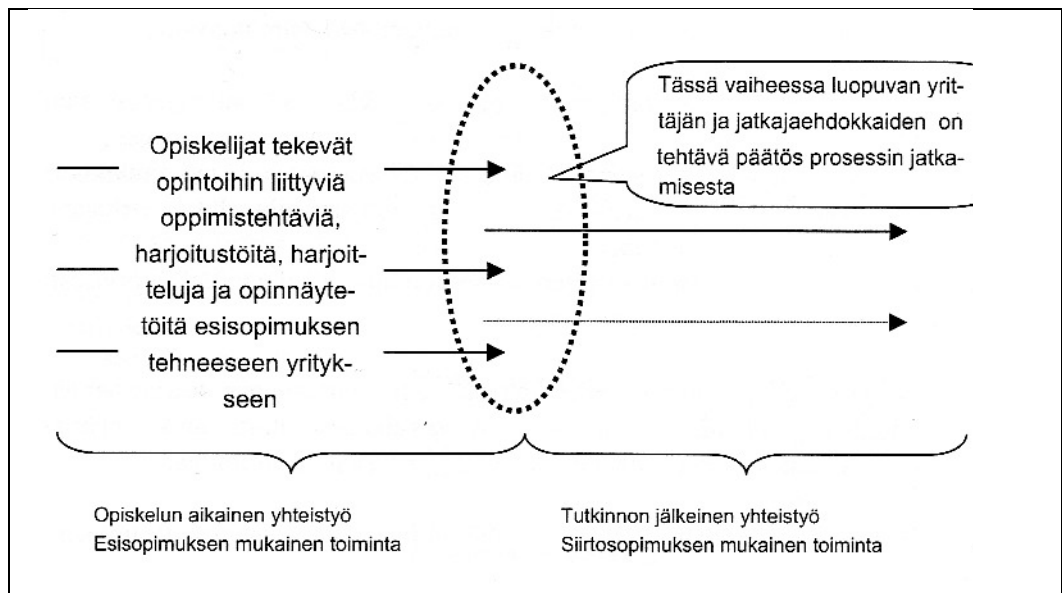 Tässä vaiheessa luopuvan yrit-
täjän ja jatkajaehdokkaiden on
tehtävä päätös prosessin jatka-
misesta
Opiskelijat tekevät
opintoihin liittyviä
oppimistehtäviä,
harjoitustöitä, harjoit-
teluja ja opinnäyte-
töitä esisopimuksen
tehneeseen yrityk-
seen
Opiskelun aikainen yhteistyö
Esisopimuksen mukainen toiminta
Tutkinnon jälkeinen yhteistyö
Siirtosopimuksen mukainen toiminta